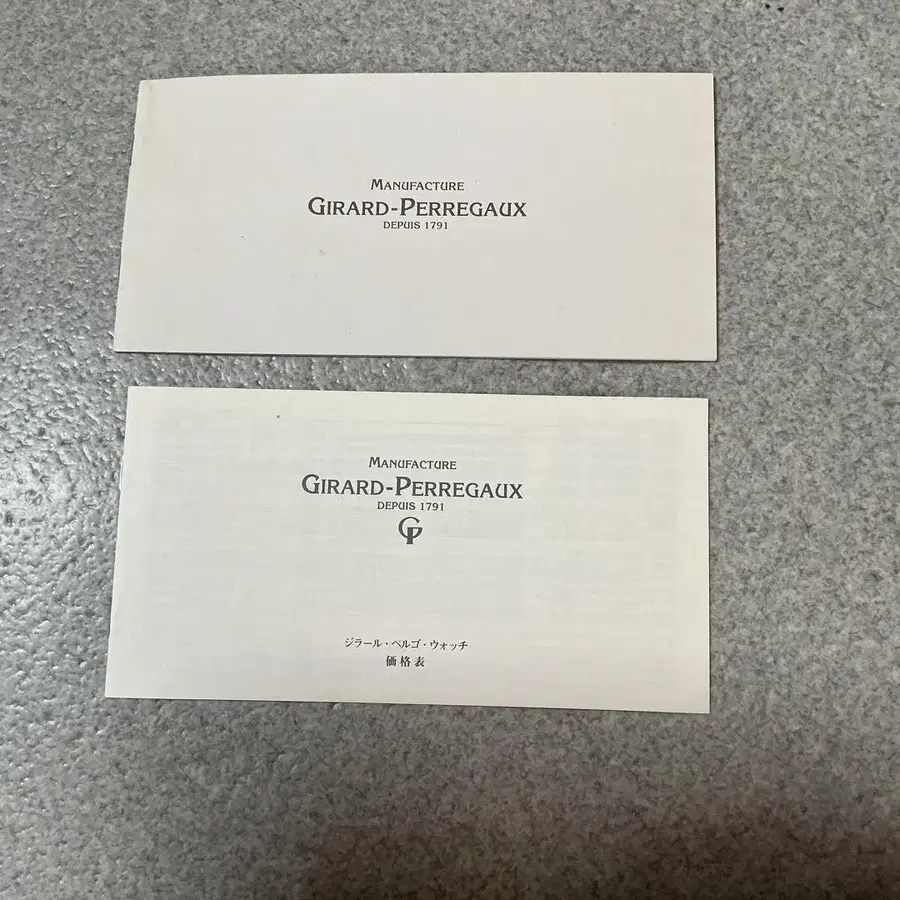 MANUFACTURE
GIRARD-PERREGAUX
DEPUIS 1791
MANUFACTURE
GIRARD-PERREGAUX
DEPUIS 1791
GP
ジラール・ペルゴ・ウォッチ
価格表